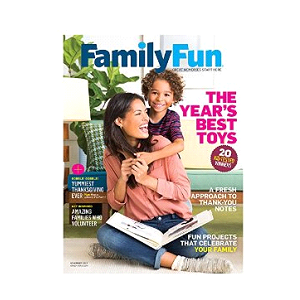 FamilyFun
THE
YEAR'S
BEST
TOYS
20
WINNERS
YUMMIEST
THANKSGIVING
EVER
AMAZING
FAMILIES WHO
VOLUNTEER
A FRESH
APPROACH TO
THANK-YOU
NOTES
FUN PROJECTS
THAT CELEBRATE
YOUR FAMILY